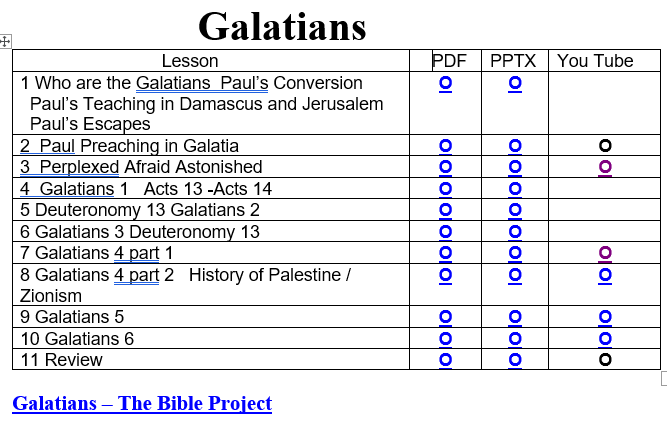 Galatians
Lesson PDF PPTX You Tube
1 Who are the Galatians Paul's Conversion O O
Paul's Teaching in Damascus and Jerusalem
Paul's Escapes
2 Paul Preaching in Galatia O O O
3 Perplexed Afraid Astonished O O O
4 Galatians 1 Acts 13 -Acts 14 O O
5 Deuteronomy 13 Galatians 2 O O
6 Galatians 3 Deuteronomy 13 O O
7 Galatians 4 part 1 O O O
8 Galatians 4 part 2 History of Palestine / O O O
Zionism
9 Galatians 5 O O O
10 Galatians 6 O O O
11 Review O O O
Galatians – The Bible Project